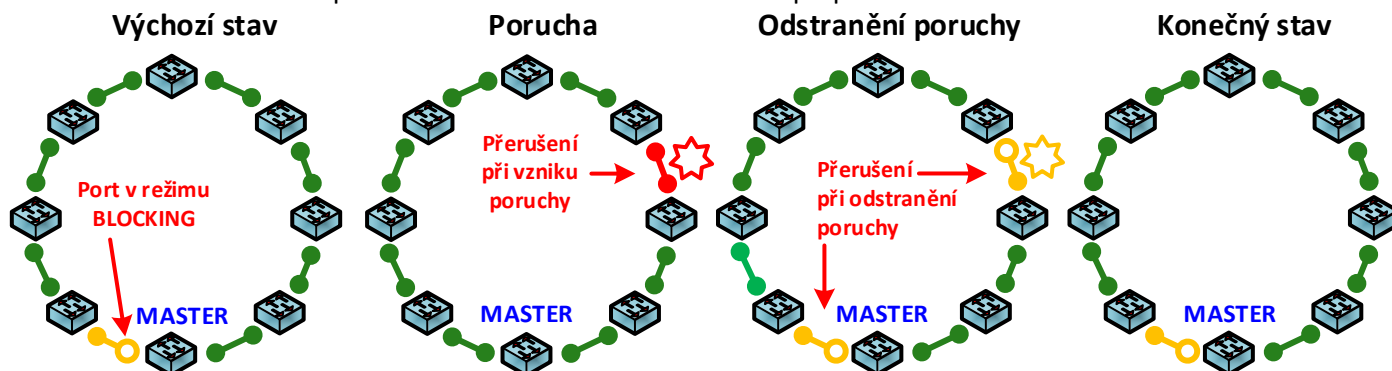 Výchozí stav
Porucha
Odstranění poruchy
Konečný stav
Port v režimu
BLOCKING
MASTER
Přerušení
při vzniku
poruchy
MASTER
Přerušení
při odstranění
poruchy
MASTER
MASTER